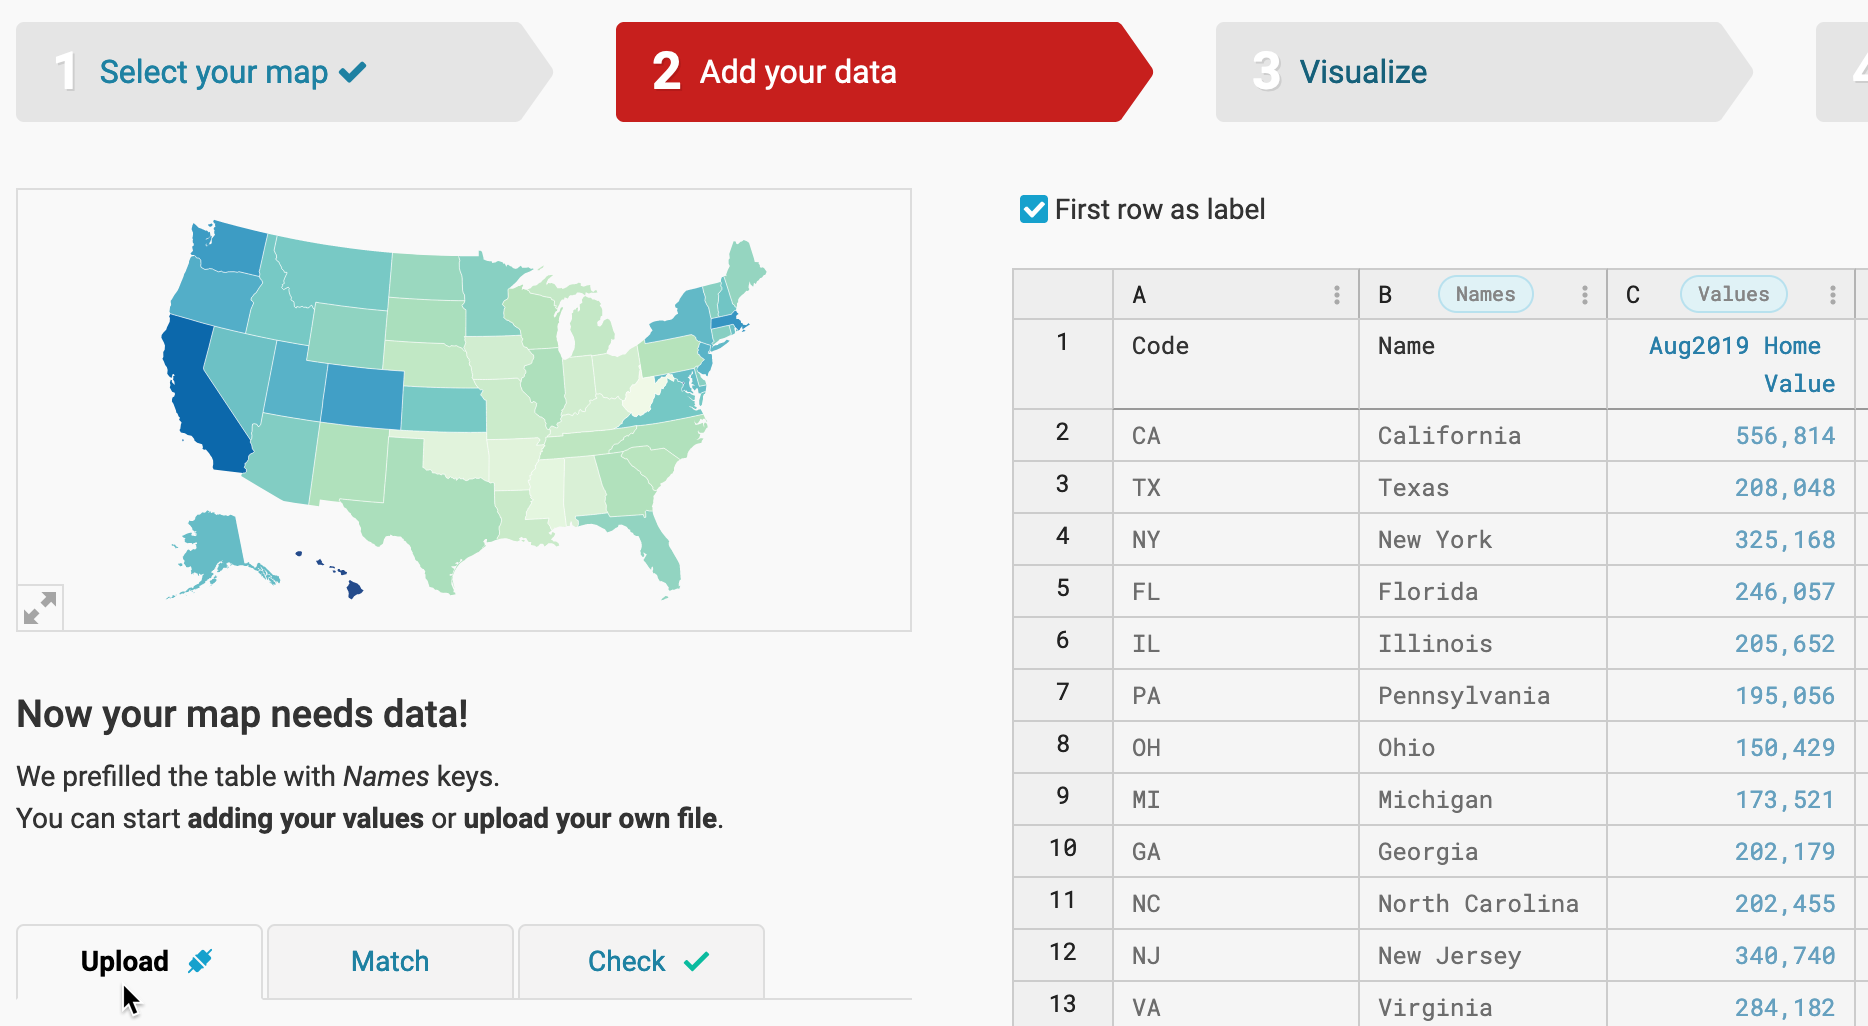 1 Select your map
2 Add your data
3 Visualize
4
First row as label
A B Names C Values
1 Code Name Aug2019 Home Value
2 CA California 556,814
3 TX Texas 208,048
4 NY New York 325,168
5 FL Florida 246,057
6 IL Illinois 205,652
7 PA Pennsylvania 195,056
8 OH Ohio 150,429
9 MI Michigan 173,521
10 GA Georgia 202,179
11 NC North Carolina 202,455
12 NJ New Jersey 340,740
13 VA Virginia 284,182
Now your map needs data!
We prefilled the table with Names keys.
You can start adding your values or upload your own file.
Upload
Match
Check